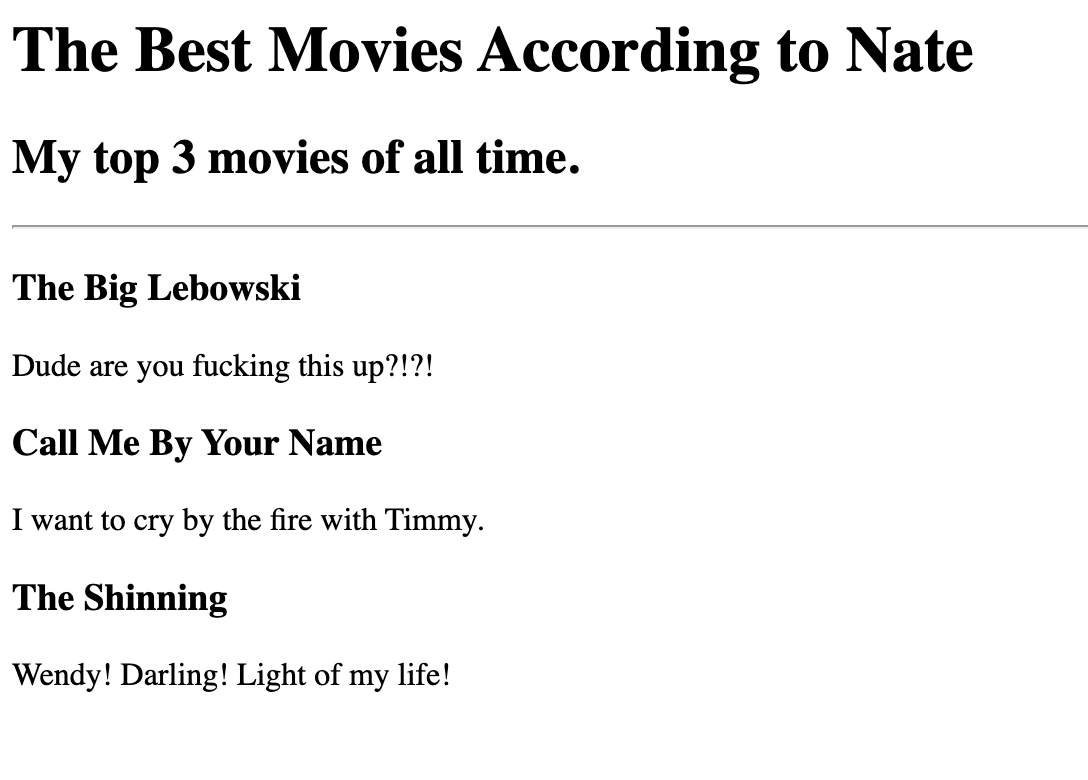 The Best Movies According to Nate
My top 3 movies of all time.
The Big Lebowski
Dude are you fucking this up?!?!
Call Me By Your Name
I want to cry by the fire with Timmy.
The Shinning
Wendy! Darling! Light of my life!